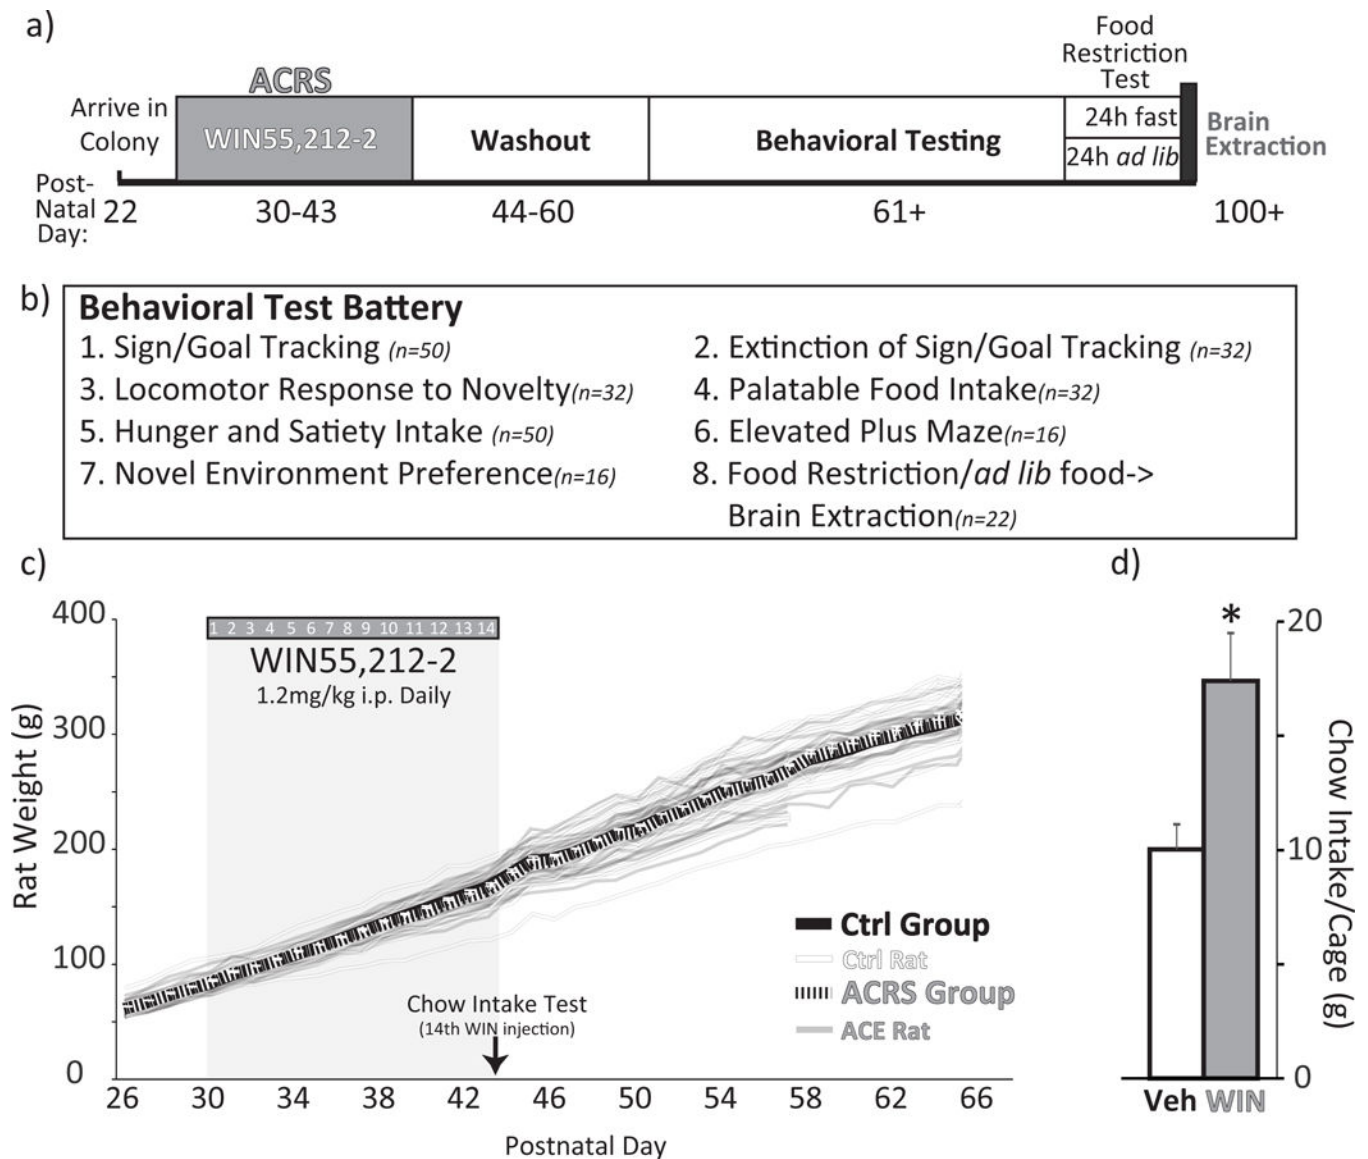 a)
Food
Restriction
Test
ACRS
Arrive in
Colony
WIN55,212-2
Washout
Behavioral Testing
24h fast
24h ad lib
Brain
Extraction
Post-
Natal
Day:
22 30-43 44-60 61+ 100+
b)
Behavioral Test Battery
1. Sign/Goal Tracking (n=50)
2. Extinction of Sign/Goal Tracking (n=32)
3. Locomotor Response to Novelty(n=32)
4. Palatable Food Intake(n=32)
5. Hunger and Satiety Intake (n=50)
6. Elevated Plus Maze(n=16)
7. Novel Environment Preference(n=16)
8. Food Restriction/ad lib food->
Brain Extraction(n=22)
c)
400
300
200
100
0
Rat Weight (g)
1 2 3 4 5 6 7 8 9 10 11 12 13 14
WIN55,212-2
1.2mg/kg i.p. Daily
Chow Intake Test
(14th WIN injection)
Ctrl Group
Ctrl Rat
ACRS Group
ACE Rat
26 30 34 38 42 46 50 54 58 62 66
Postnatal Day
d)
*
20
10
0
Chow Intake/Cage (g)
Veh WIN